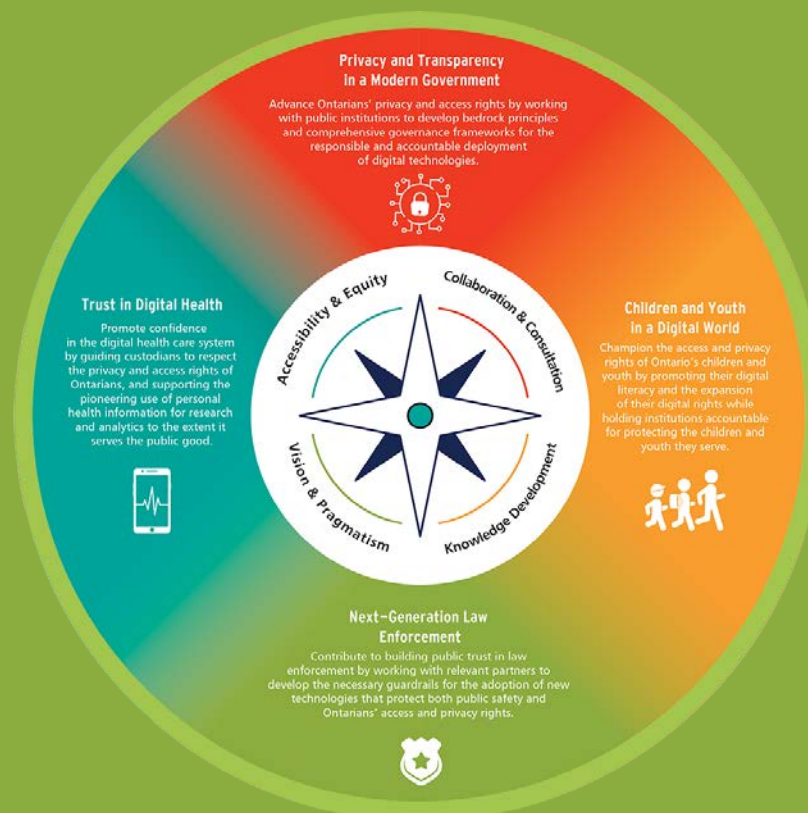 Privacy and Transparency
in a Modern Government
Advance Ontarians' privacy and access rights by working
with public institutions to develop bedrock principles
and comprehensive governance frameworks for the
responsible and accountable deployment
of digital technologies.
Trust in Digital Health
Promote confidence
in the digital health care system
by guiding custodians to respect
the privacy and access rights of
Ontarians, and supporting the
pioneering use of personal
health information for research
and analytics to the extent it
serves the public good.
Accessibility & Equity
Collaboration & Consultation
Vision & Pragmatism
Knowledge Development
Children and Youth
in a Digital World
Champion the access and privacy
rights of Ontario's children and
youth by promoting their digital
literacy and the expansion
of their digital rights while
holding institutions accountable
for protecting the children and
youth they serve.
Next-Generation Law
Enforcement
Contribute to building public trust in law
enforcement by working with relevant partners to
develop the necessary guardrails for the adoption of new
technologies that protect both public safety and
Ontarians' access and privacy rights.